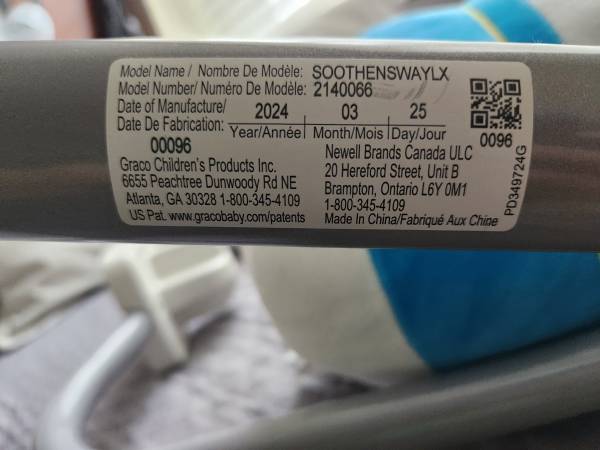 Model Name / Nombre De Modèle: SOOTHENSWAYLX
Model Number/ Numéro De Modèle: 2140066
Date of Manufacture/
Date De Fabrication:
2024 03 25
Year/Année Month/Mois Day/Jour
00096
Graco Children's Products Inc.
6655 Peachtree Dunwoody Rd NE
Atlanta, GA 30328 1-800-345-4109
US Pat. www.gracobaby.com/patents
Newell Brands Canada ULC
20 Hereford Street, Unit B
Brampton, Ontario L6Y 0M1
1-800-345-4109
Made In China/Fabriqué Aux Chine
0096
PD349724G